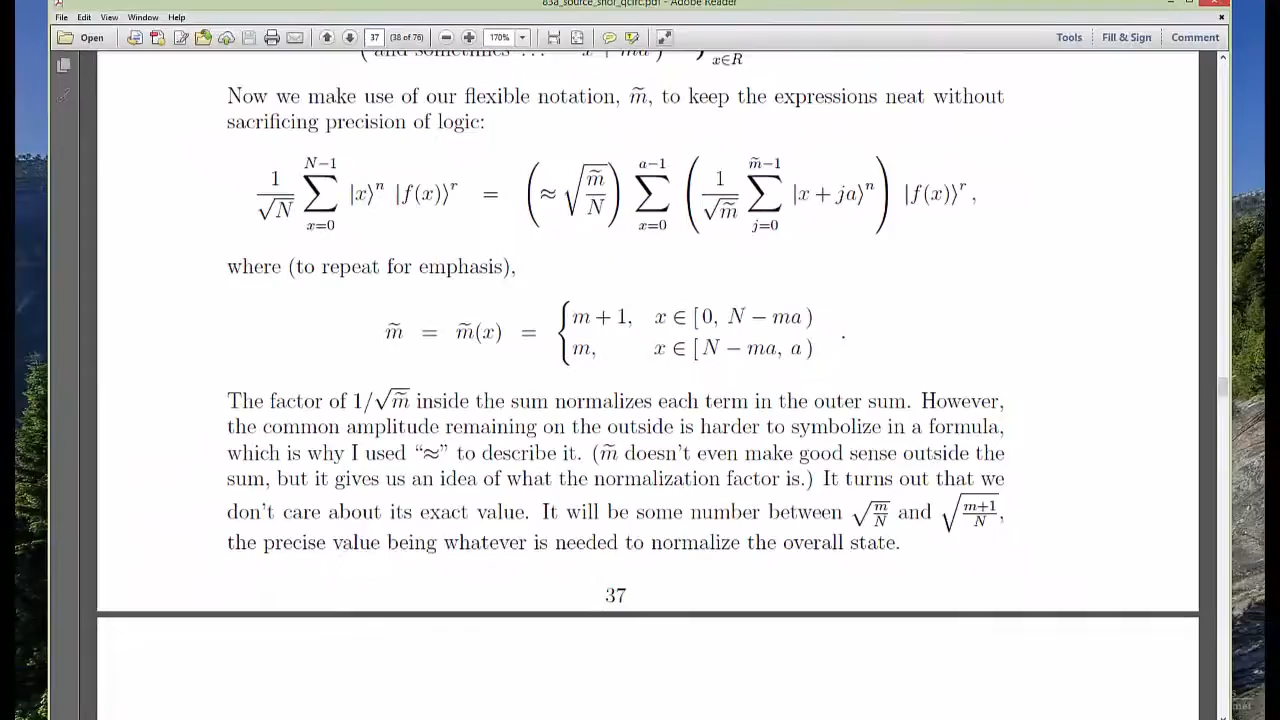 83a_source_shor_qcirc.pdf - Adobe Reader
File Edit View Window Help
Open 37 (38 of 76) 170% Tools Fill & Sign Comment
x∈R
Now we make use of our flexible notation, m̃, to keep the expressions neat without
sacrificing precision of logic:
1/√N ∑_{x=0}^{N−1} |x⟩ⁿ |f(x)⟩ʳ = (≈ √(m̃/N)) ∑_{x=0}^{a−1} (1/√m̃ ∑_{j=0}^{m̃−1} |x + ja⟩ⁿ) |f(x)⟩ʳ ,
where (to repeat for emphasis),
m̃ = m̃(x) = { m + 1, x ∈ [0, N − ma)
m, x ∈ [N − ma, a) .
The factor of 1/√m̃ inside the sum normalizes each term in the outer sum. However,
the common amplitude remaining on the outside is harder to symbolize in a formula,
which is why I used “≈” to describe it. (m̃ doesn't even make good sense outside the
sum, but it gives us an idea of what the normalization factor is.) It turns out that we
don't care about its exact value. It will be some number between √(m/N) and √((m+1)/N),
the precise value being whatever is needed to normalize the overall state.
37